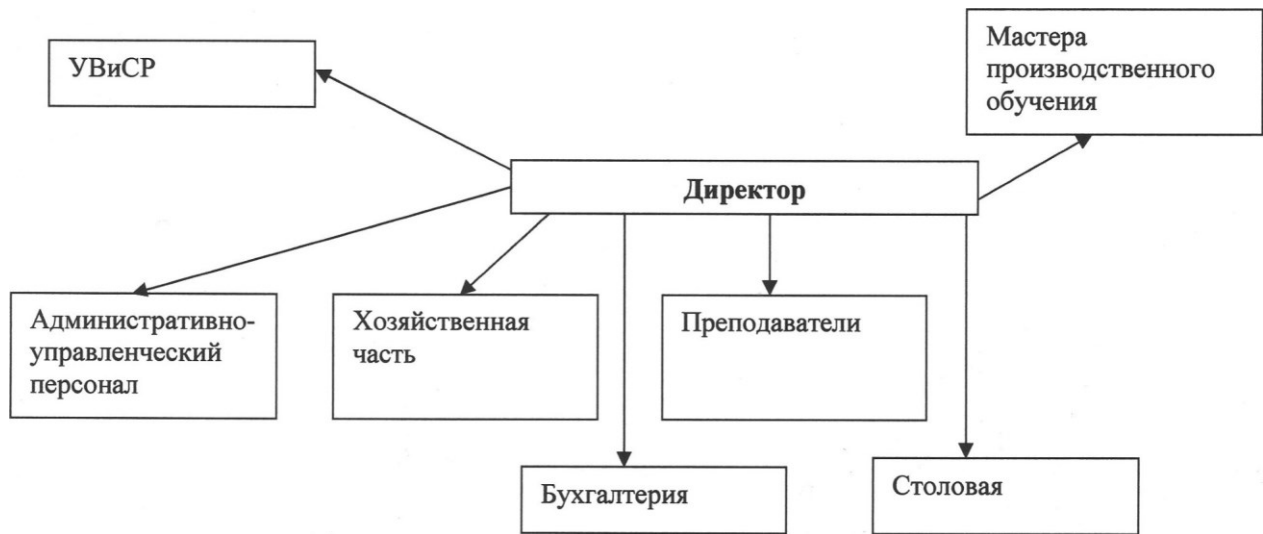 УВиСР
Мастера
производственного
обучения
Директор
Административно-
управленческий
персонал
Хозяйственная
часть
Преподаватели
Бухгалтерия
Столовая